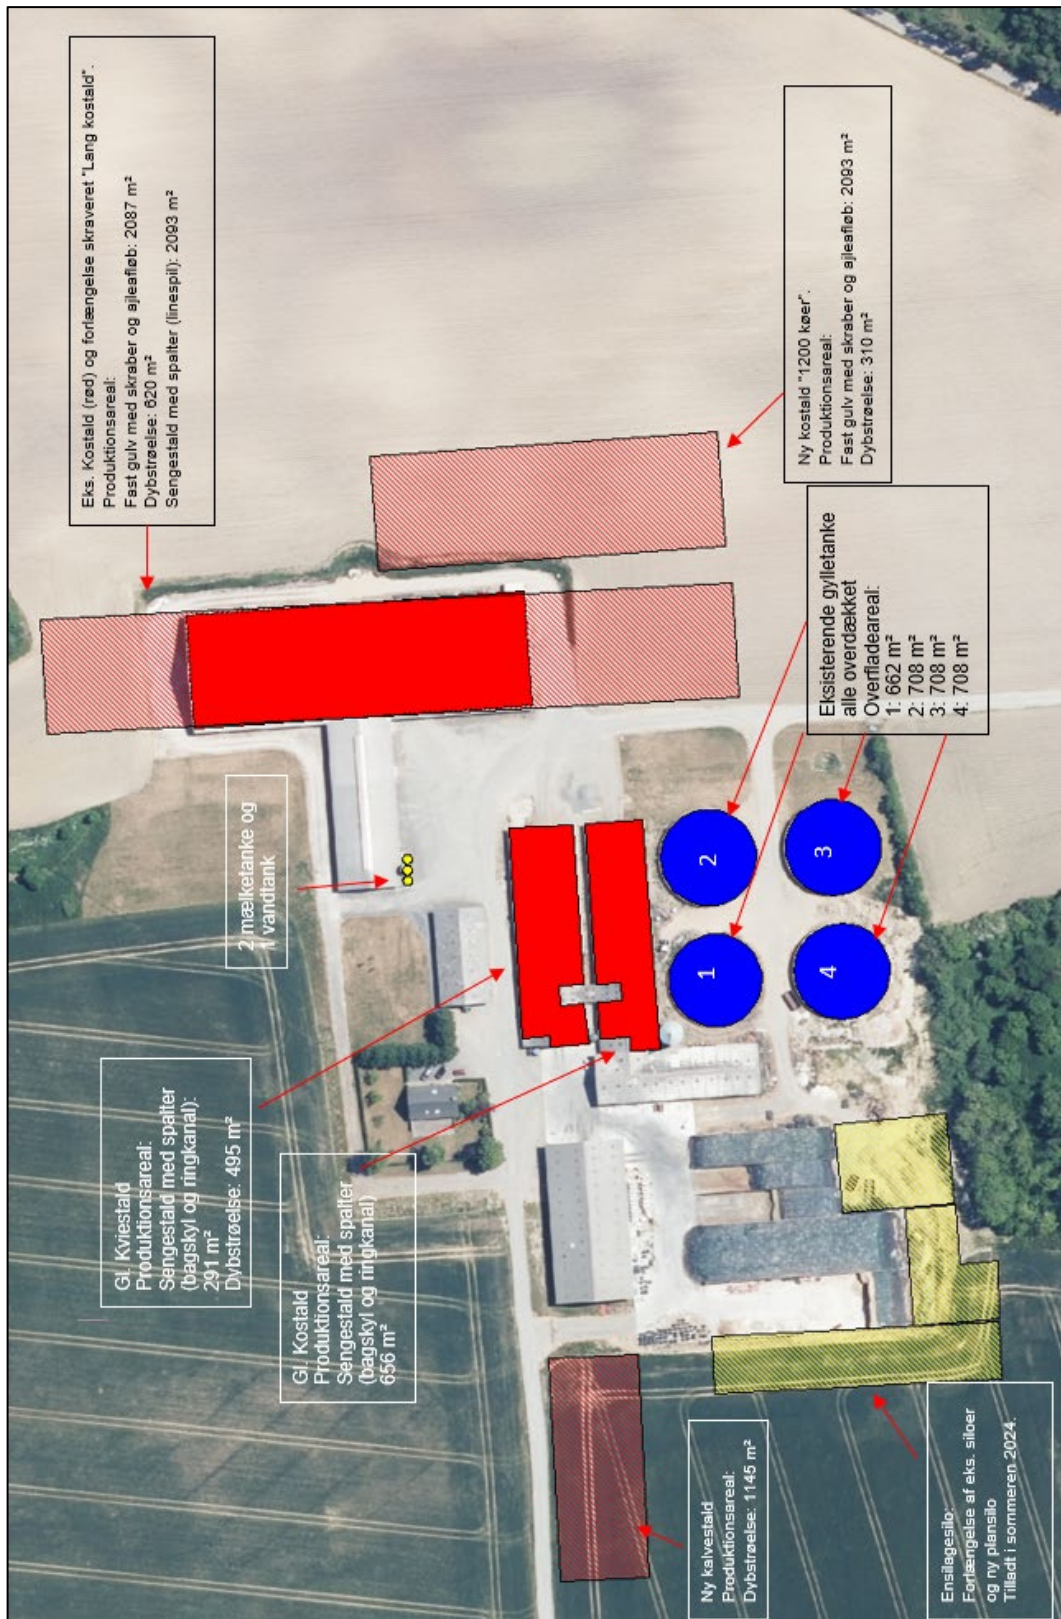 Eks. Kostald (rød) og forlængelse skraveret "Lang kostald".
Produktionsareal:
Fast gulv med skraber og ajleafløb: 2087 m²
Dybstrøelse: 620 m²
Sengestald med spalter (linespil): 2093 m²
Ny kostald "1200 køer".
Produktionsareal:
Fast gulv med skraber og ajleafløb: 2093 m²
Dybstrøelse: 310 m²
Eksisterende gylletanke
alle overdækket
Overfladeareal:
1: 662 m²
2: 708 m²
3: 708 m²
4: 708 m²
2 mælketanke og
1 vandtank
2
3
1
4
Gl. Kviestald
Produktionsareal:
Sengestald med spalter
(bagskyl og ringkanal):
291 m²
Dybstrøelse: 495 m²
Gl. Kostald
Produktionsareal:
Sengestald med spalter
(bagskyl og ringkanal)
656 m²
Ny kalvestald
Produktionsareal:
Dybstrøelse: 1145 m²
Ensilagesilo:
Forlængelse af eks. siloer
og ny plansilo
Tilladt i sommeren 2024.